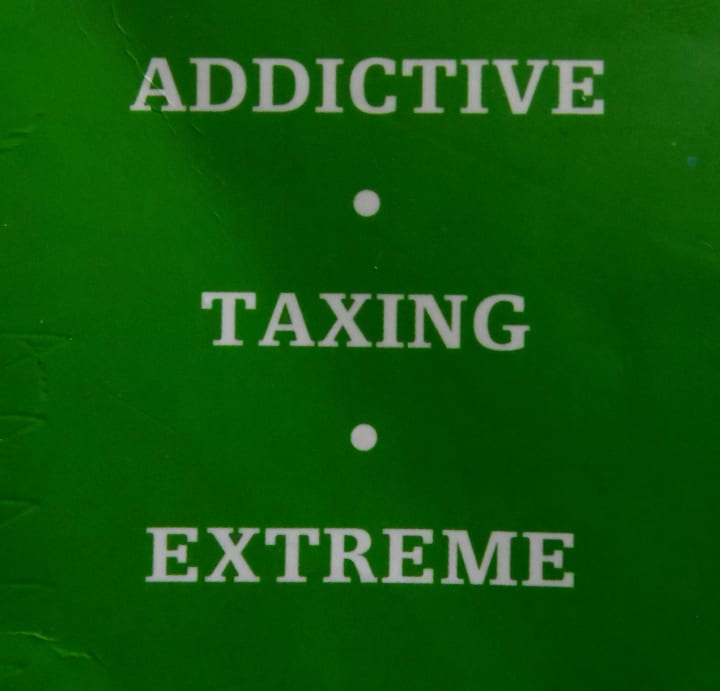 ADDICTIVE
•
TAXING
•
EXTREME